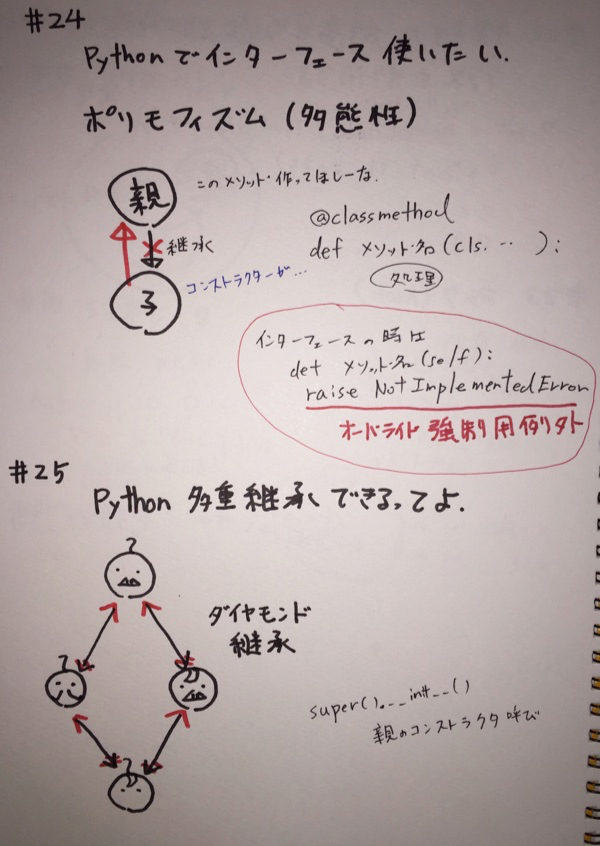 #24
Pythonでインターフェース使いたい.
ポリモフィズム(多態性)
親
このメソッド作ってほしーな.
継承
@classmethod
def メソッド名(cls. ‥):
処理
子
コンストラクターが…
インターフェースの時は
def メソッド名(self):
raise NotImplementedError
オーバーライド強制用例外
#25
Python 多重継承できるってよ.
ダイヤモンド
継承
super().__init__()
親のコンストラクタ呼び